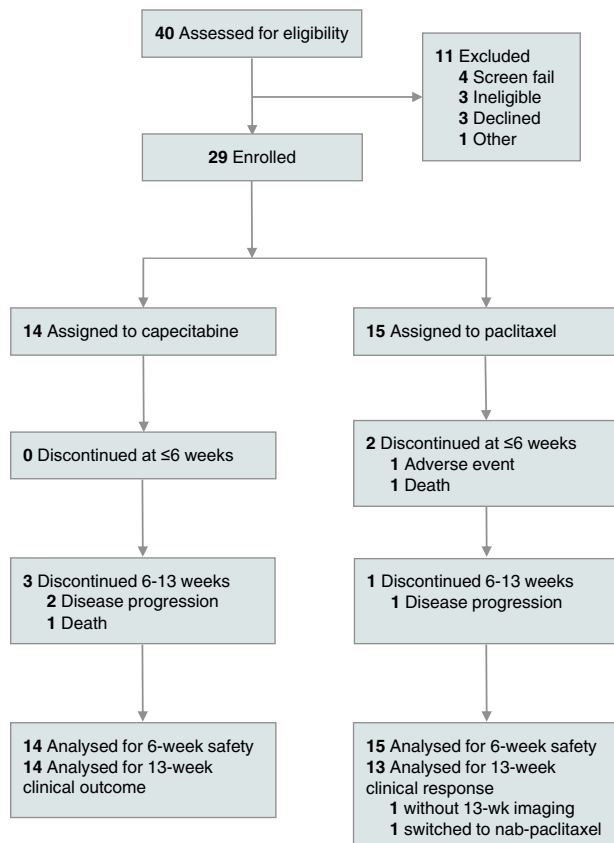 40 Assessed for eligibility
11 Excluded
4 Screen fail
3 Ineligible
3 Declined
1 Other
29 Enrolled
14 Assigned to capecitabine
15 Assigned to paclitaxel
0 Discontinued at ≤6 weeks
2 Discontinued at ≤6 weeks
1 Adverse event
1 Death
3 Discontinued 6-13 weeks
2 Disease progression
1 Death
1 Discontinued 6-13 weeks
1 Disease progression
14 Analysed for 6-week safety
14 Analysed for 13-week
clinical outcome
15 Analysed for 6-week safety
13 Analysed for 13-week
clinical response
1 without 13-wk imaging
1 switched to nab-paclitaxel